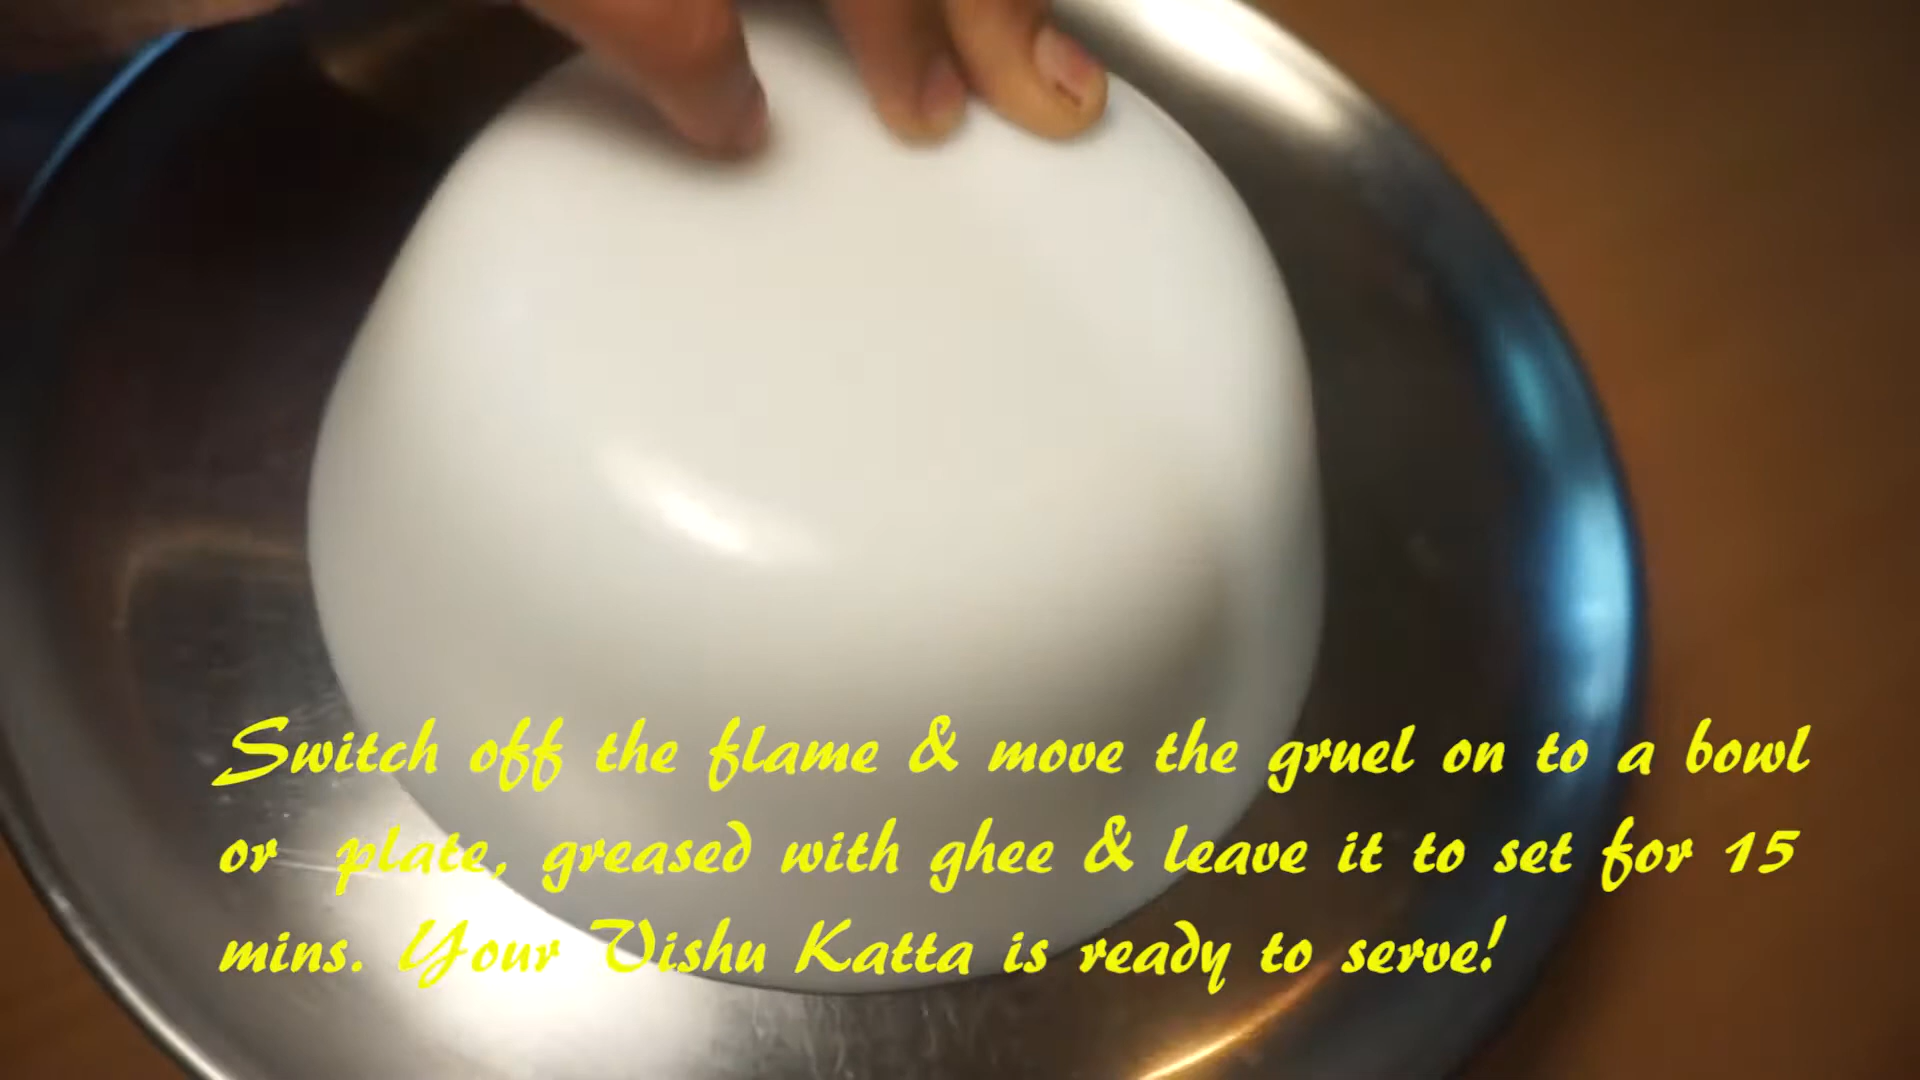 Switch off the flame & move the gruel on to a bowl
or plate, greased with ghee & leave it to set for 15
mins. Your Vishu Katta is ready to serve!